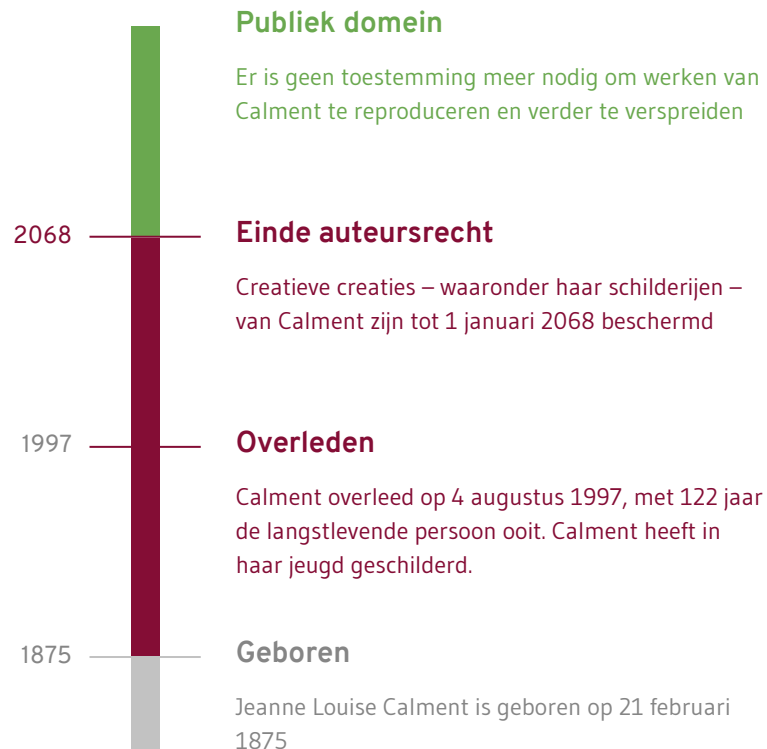 Publiek domein
Er is geen toestemming meer nodig om werken van
Calment te reproduceren en verder te verspreiden
2068
Einde auteursrecht
Creatieve creaties – waaronder haar schilderijen –
van Calment zijn tot 1 januari 2068 beschermd
1997
Overleden
Calment overleed op 4 augustus 1997, met 122 jaar
de langstlevende persoon ooit. Calment heeft in
haar jeugd geschilderd.
1875
Geboren
Jeanne Louise Calment is geboren op 21 februari
1875